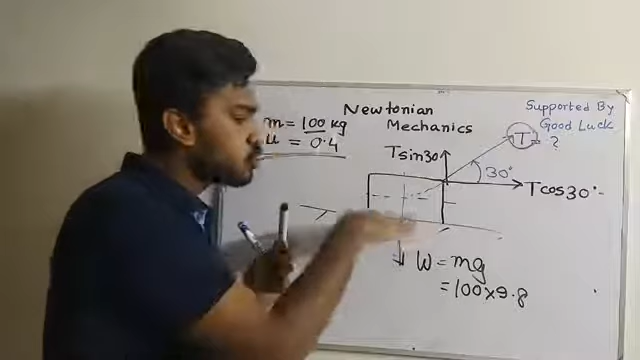 Newtonian
Mechanics
Supported By
Good Luck
m = 100 kg
μ = 0.4
T = ?
Tsin30
30°
Tcos30°
W = mg
= 100×9.8